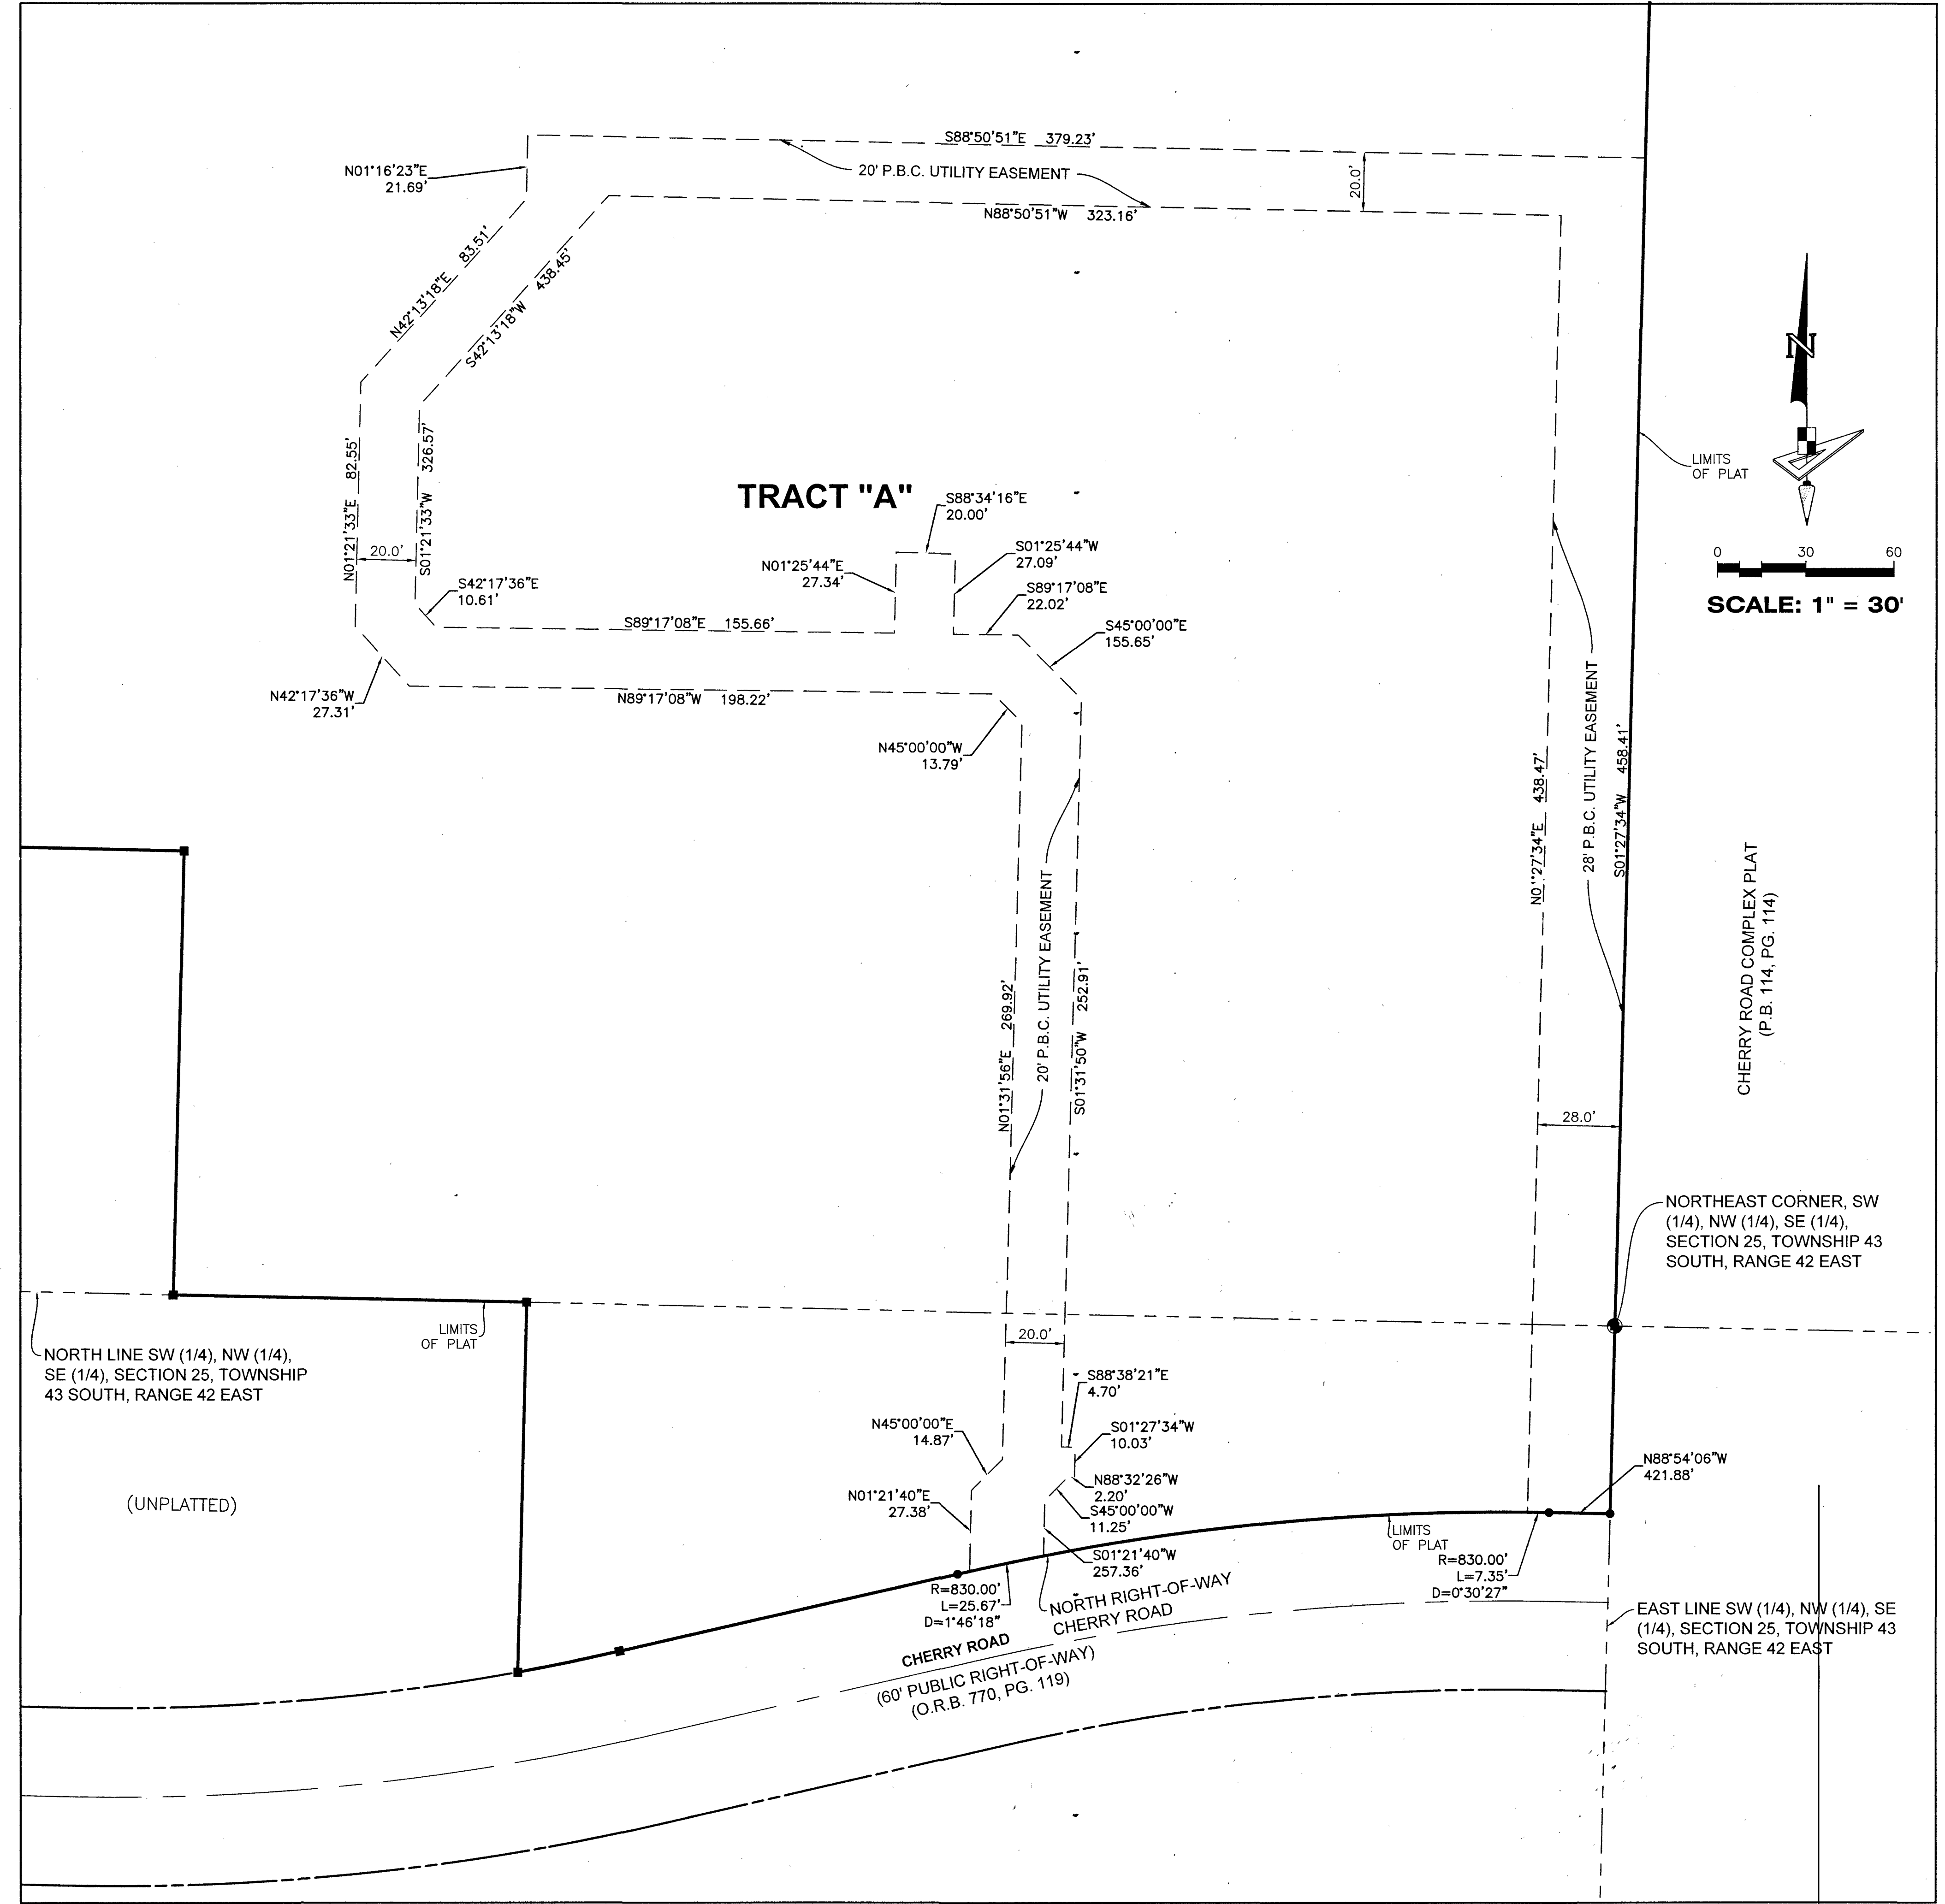 S88°50'51"E 379.23'
20' P.B.C. UTILITY EASEMENT
N01°16'23"E
21.69'
20.0'
N88°50'51"W 323.16'
N42°13'18"E 83.51'
S42°13'18"W 438.45'
N
LIMITS
OF PLAT
N01°21'33"E 82.55'
S01°21'33"W 326.57'
20.0'
TRACT "A"
S88°34'16"E
20.00'
N01°25'44"E
27.34'
S01°25'44"W
27.09'
S89°17'08"E
22.02'
S42°17'36"E
10.61'
S89°17'08"E 155.66'
S45°00'00"E
155.65'
0 30 60
SCALE: 1" = 30'
N42°17'36"W
27.31'
N89°17'08"W 198.22'
N45°00'00"W
13.79'
28' P.B.C. UTILITY EASEMENT
S01°27'34"W 458.41'
438.47'
20' P.B.C. UTILITY EASEMENT
N01°31'56"E 269.92'
S01°31'50"W 252.91'
CHERRY ROAD COMPLEX PLAT
(P.B. 114, PG. 114)
28.0'
NORTHEAST CORNER, SW
(1/4), NW (1/4), SE (1/4),
SECTION 25, TOWNSHIP 43
SOUTH, RANGE 42 EAST
LIMITS
OF PLAT
20.0'
NORTH LINE SW (1/4), NW (1/4),
SE (1/4), SECTION 25, TOWNSHIP
43 SOUTH, RANGE 42 EAST
S88°38'21"E
4.70'
N45°00'00"E
14.87'
S01°27'34"W
10.03'
N88°32'26"W
2.20'
N88°54'06"W
421.88'
(UNPLATTED)
N01°21'40"E
27.38'
S45°00'00"W
11.25'
LIMITS
OF PLAT
S01°21'40"W
257.36'
R=830.00'
L=7.35'
D=0°30'27"
R=830.00'
L=25.67'
D=1°46'18"
NORTH RIGHT-OF-WAY
CHERRY ROAD
EAST LINE SW (1/4), NW (1/4), SE
(1/4), SECTION 25, TOWNSHIP 43
SOUTH, RANGE 42 EAST
CHERRY ROAD
(60' PUBLIC RIGHT-OF-WAY)
(O.R.B. 770, PG. 119)